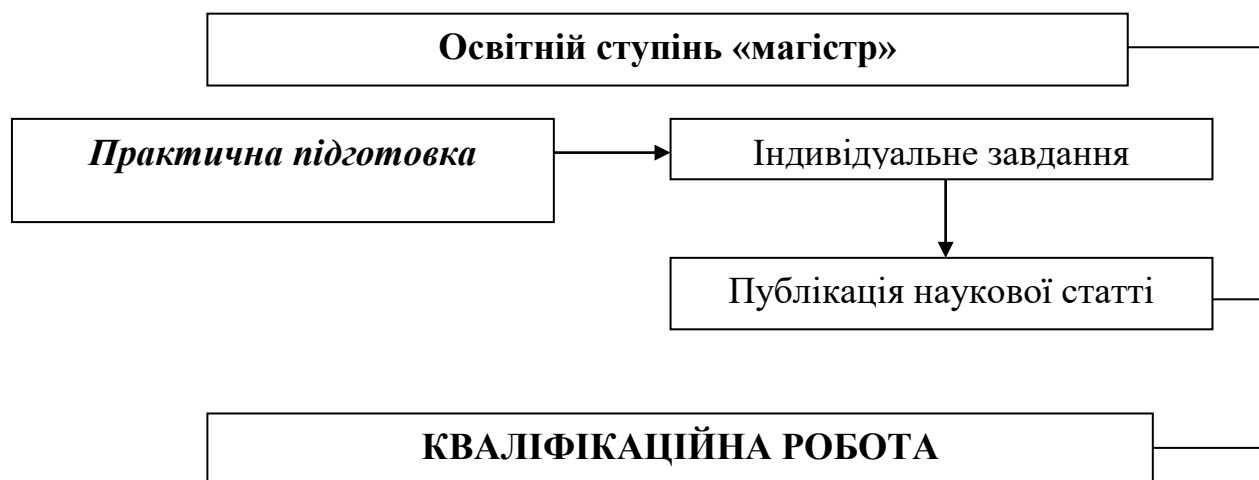 Освітній ступінь «магістр»
Практична підготовка
Індивідуальне завдання
Публікація наукової статті
КВАЛІФІКАЦІЙНА РОБОТА